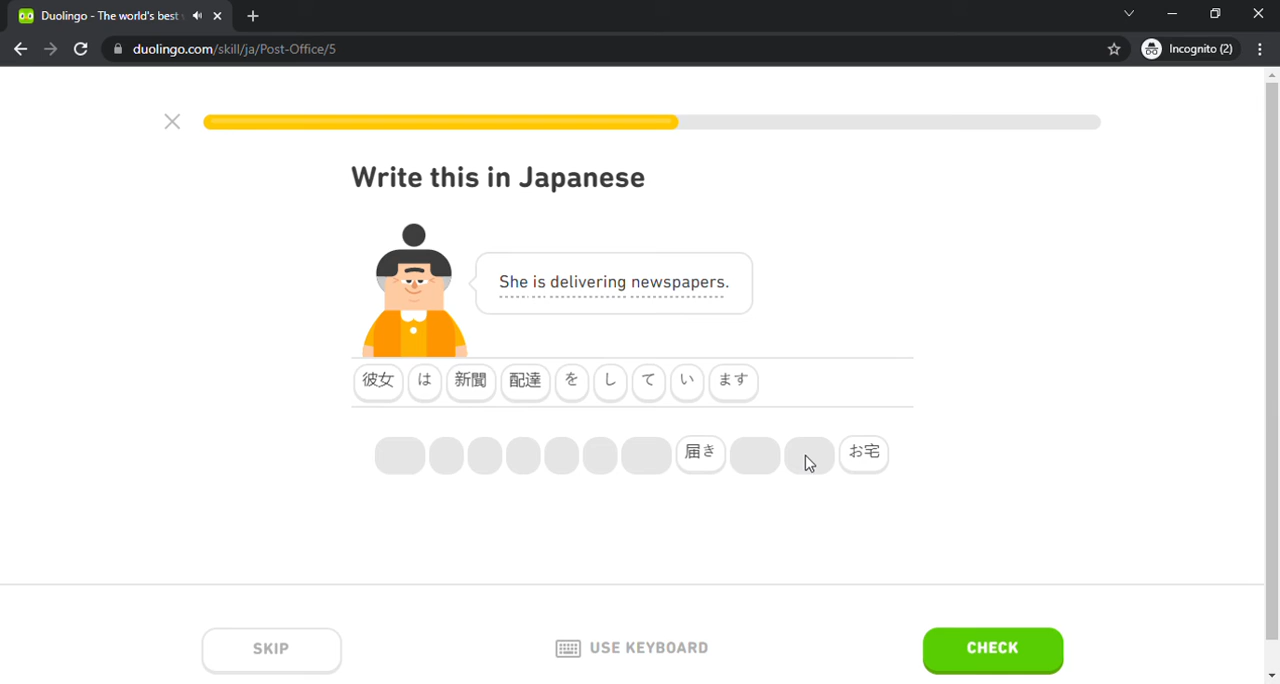 Duolingo - The world's best
duolingo.com/skill/ja/Post-Office/5
Incognito (2)
Write this in Japanese
She is delivering newspapers.
彼女 は 新聞 配達 を し て い ます
届き お宅
SKIP
USE KEYBOARD
CHECK